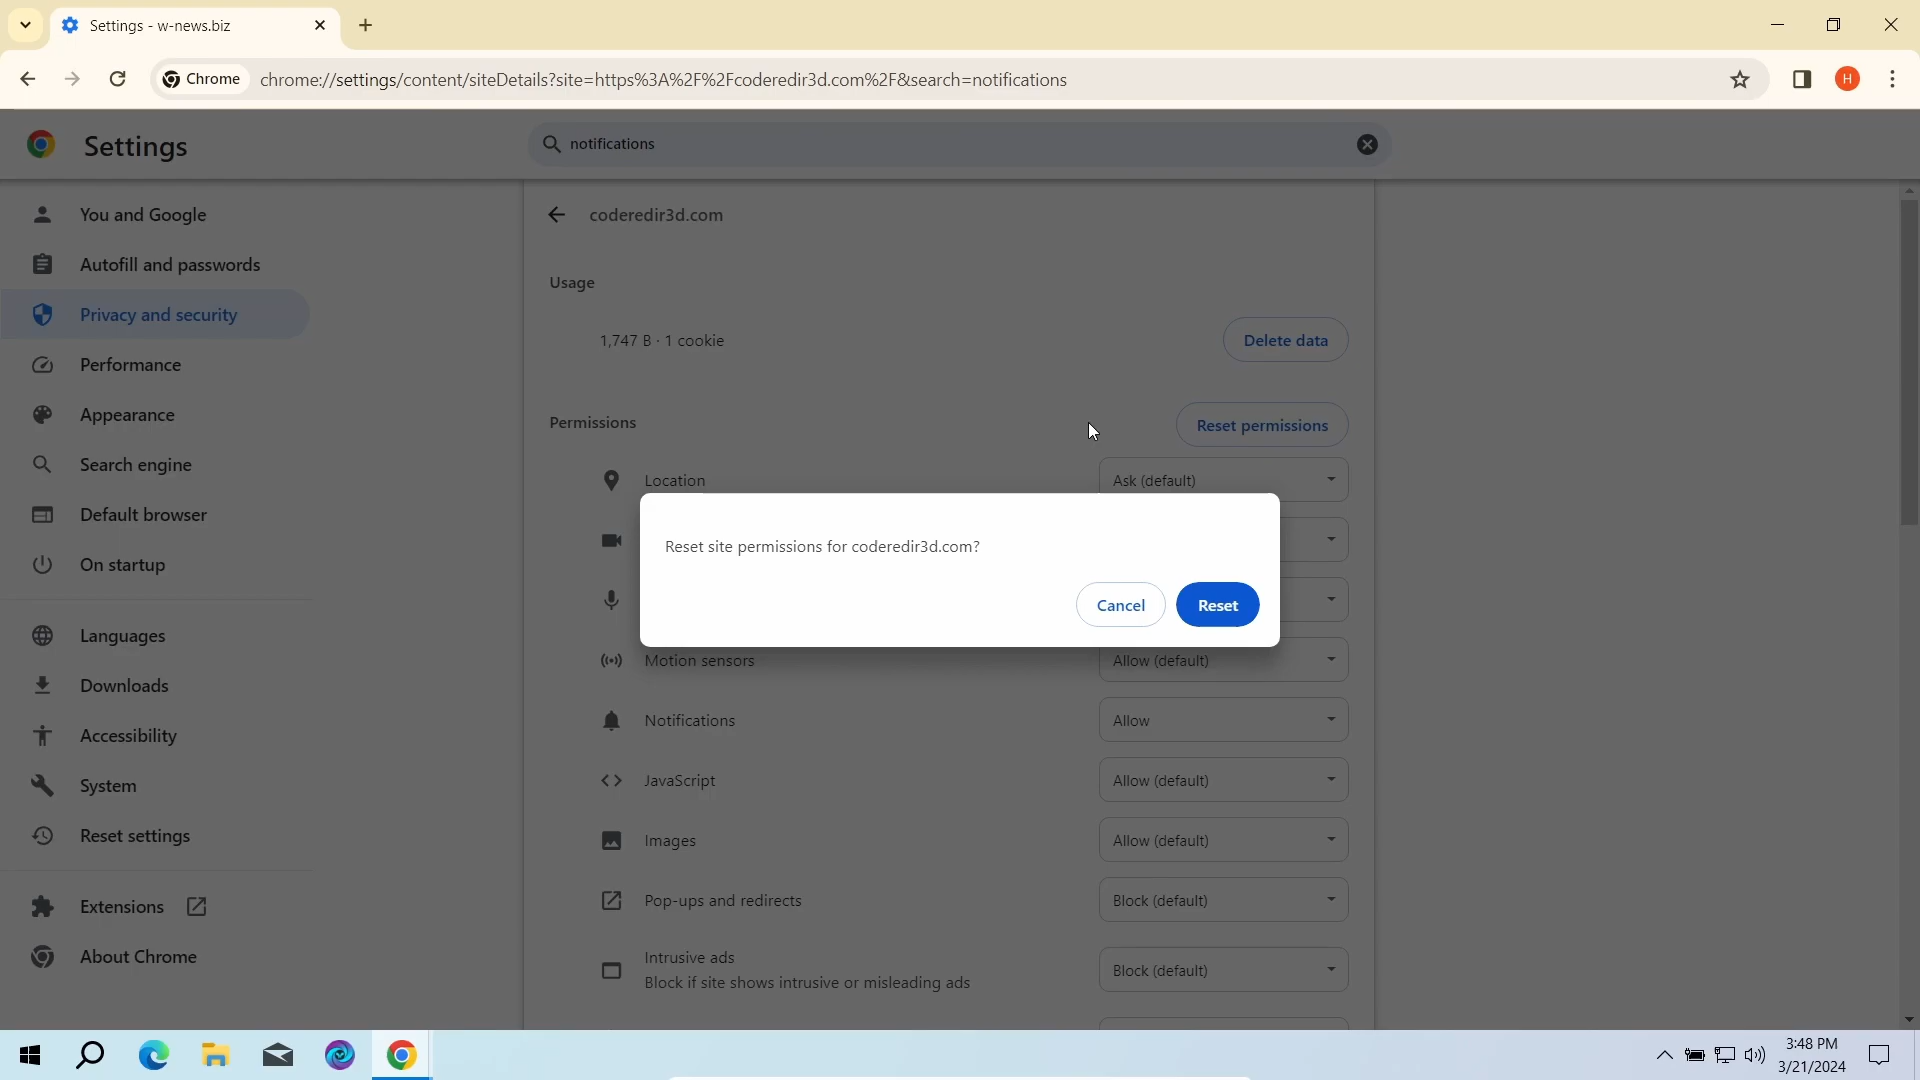 Settings - w-news.biz
Chrome
chrome://settings/content/siteDetails?site=https%3A%2F%2Fcoderedir3d.com%2F&search=notifications
H
Settings
notifications
You and Google
Autofill and passwords
Privacy and security
Performance
Appearance
Search engine
Default browser
On startup
Languages
Downloads
Accessibility
System
Reset settings
Extensions
About Chrome
coderedir3d.com
Usage
1,747 B · 1 cookie
Delete data
Permissions
Reset permissions
Location
Ask (default)
Reset site permissions for coderedir3d.com?
Cancel
Reset
Motion sensors
Allow (default)
Notifications
Allow
JavaScript
Allow (default)
Images
Allow (default)
Pop-ups and redirects
Block (default)
Intrusive ads
Block if site shows intrusive or misleading ads
Block (default)
3:48 PM
3/21/2024